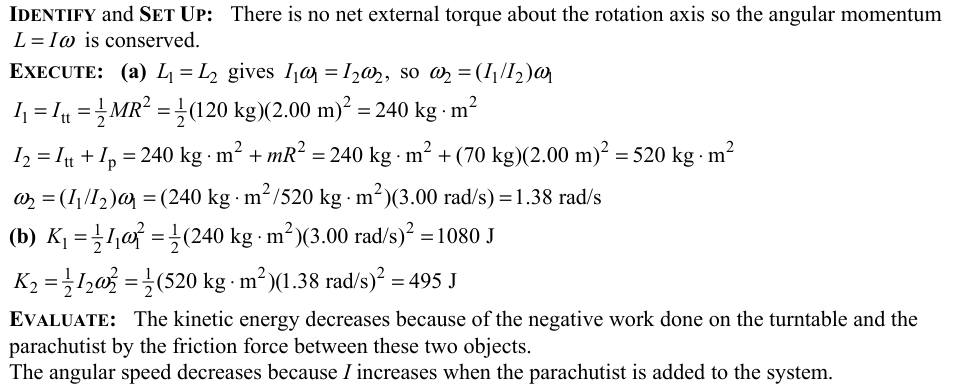 IDENTIFY and SET UP: There is no net external torque about the rotation axis so the angular momentum
L = Iω is conserved.
EXECUTE: (a) L₁ = L₂ gives I₁ω₁ = I₂ω₂, so ω₂ = (I₁/I₂)ω₁
I₁ = Iₜₜ = ½MR² = ½(120 kg)(2.00 m)² = 240 kg · m²
I₂ = Iₜₜ + Iₚ = 240 kg · m² + mR² = 240 kg · m² + (70 kg)(2.00 m)² = 520 kg · m²
ω₂ = (I₁/I₂)ω₁ = (240 kg · m²/520 kg · m²)(3.00 rad/s) = 1.38 rad/s
(b) K₁ = ½I₁ω₁² = ½(240 kg · m²)(3.00 rad/s)² = 1080 J
K₂ = ½I₂ω₂² = ½(520 kg · m²)(1.38 rad/s)² = 495 J
EVALUATE: The kinetic energy decreases because of the negative work done on the turntable and the
parachutist by the friction force between these two objects.
The angular speed decreases because I increases when the parachutist is added to the system.